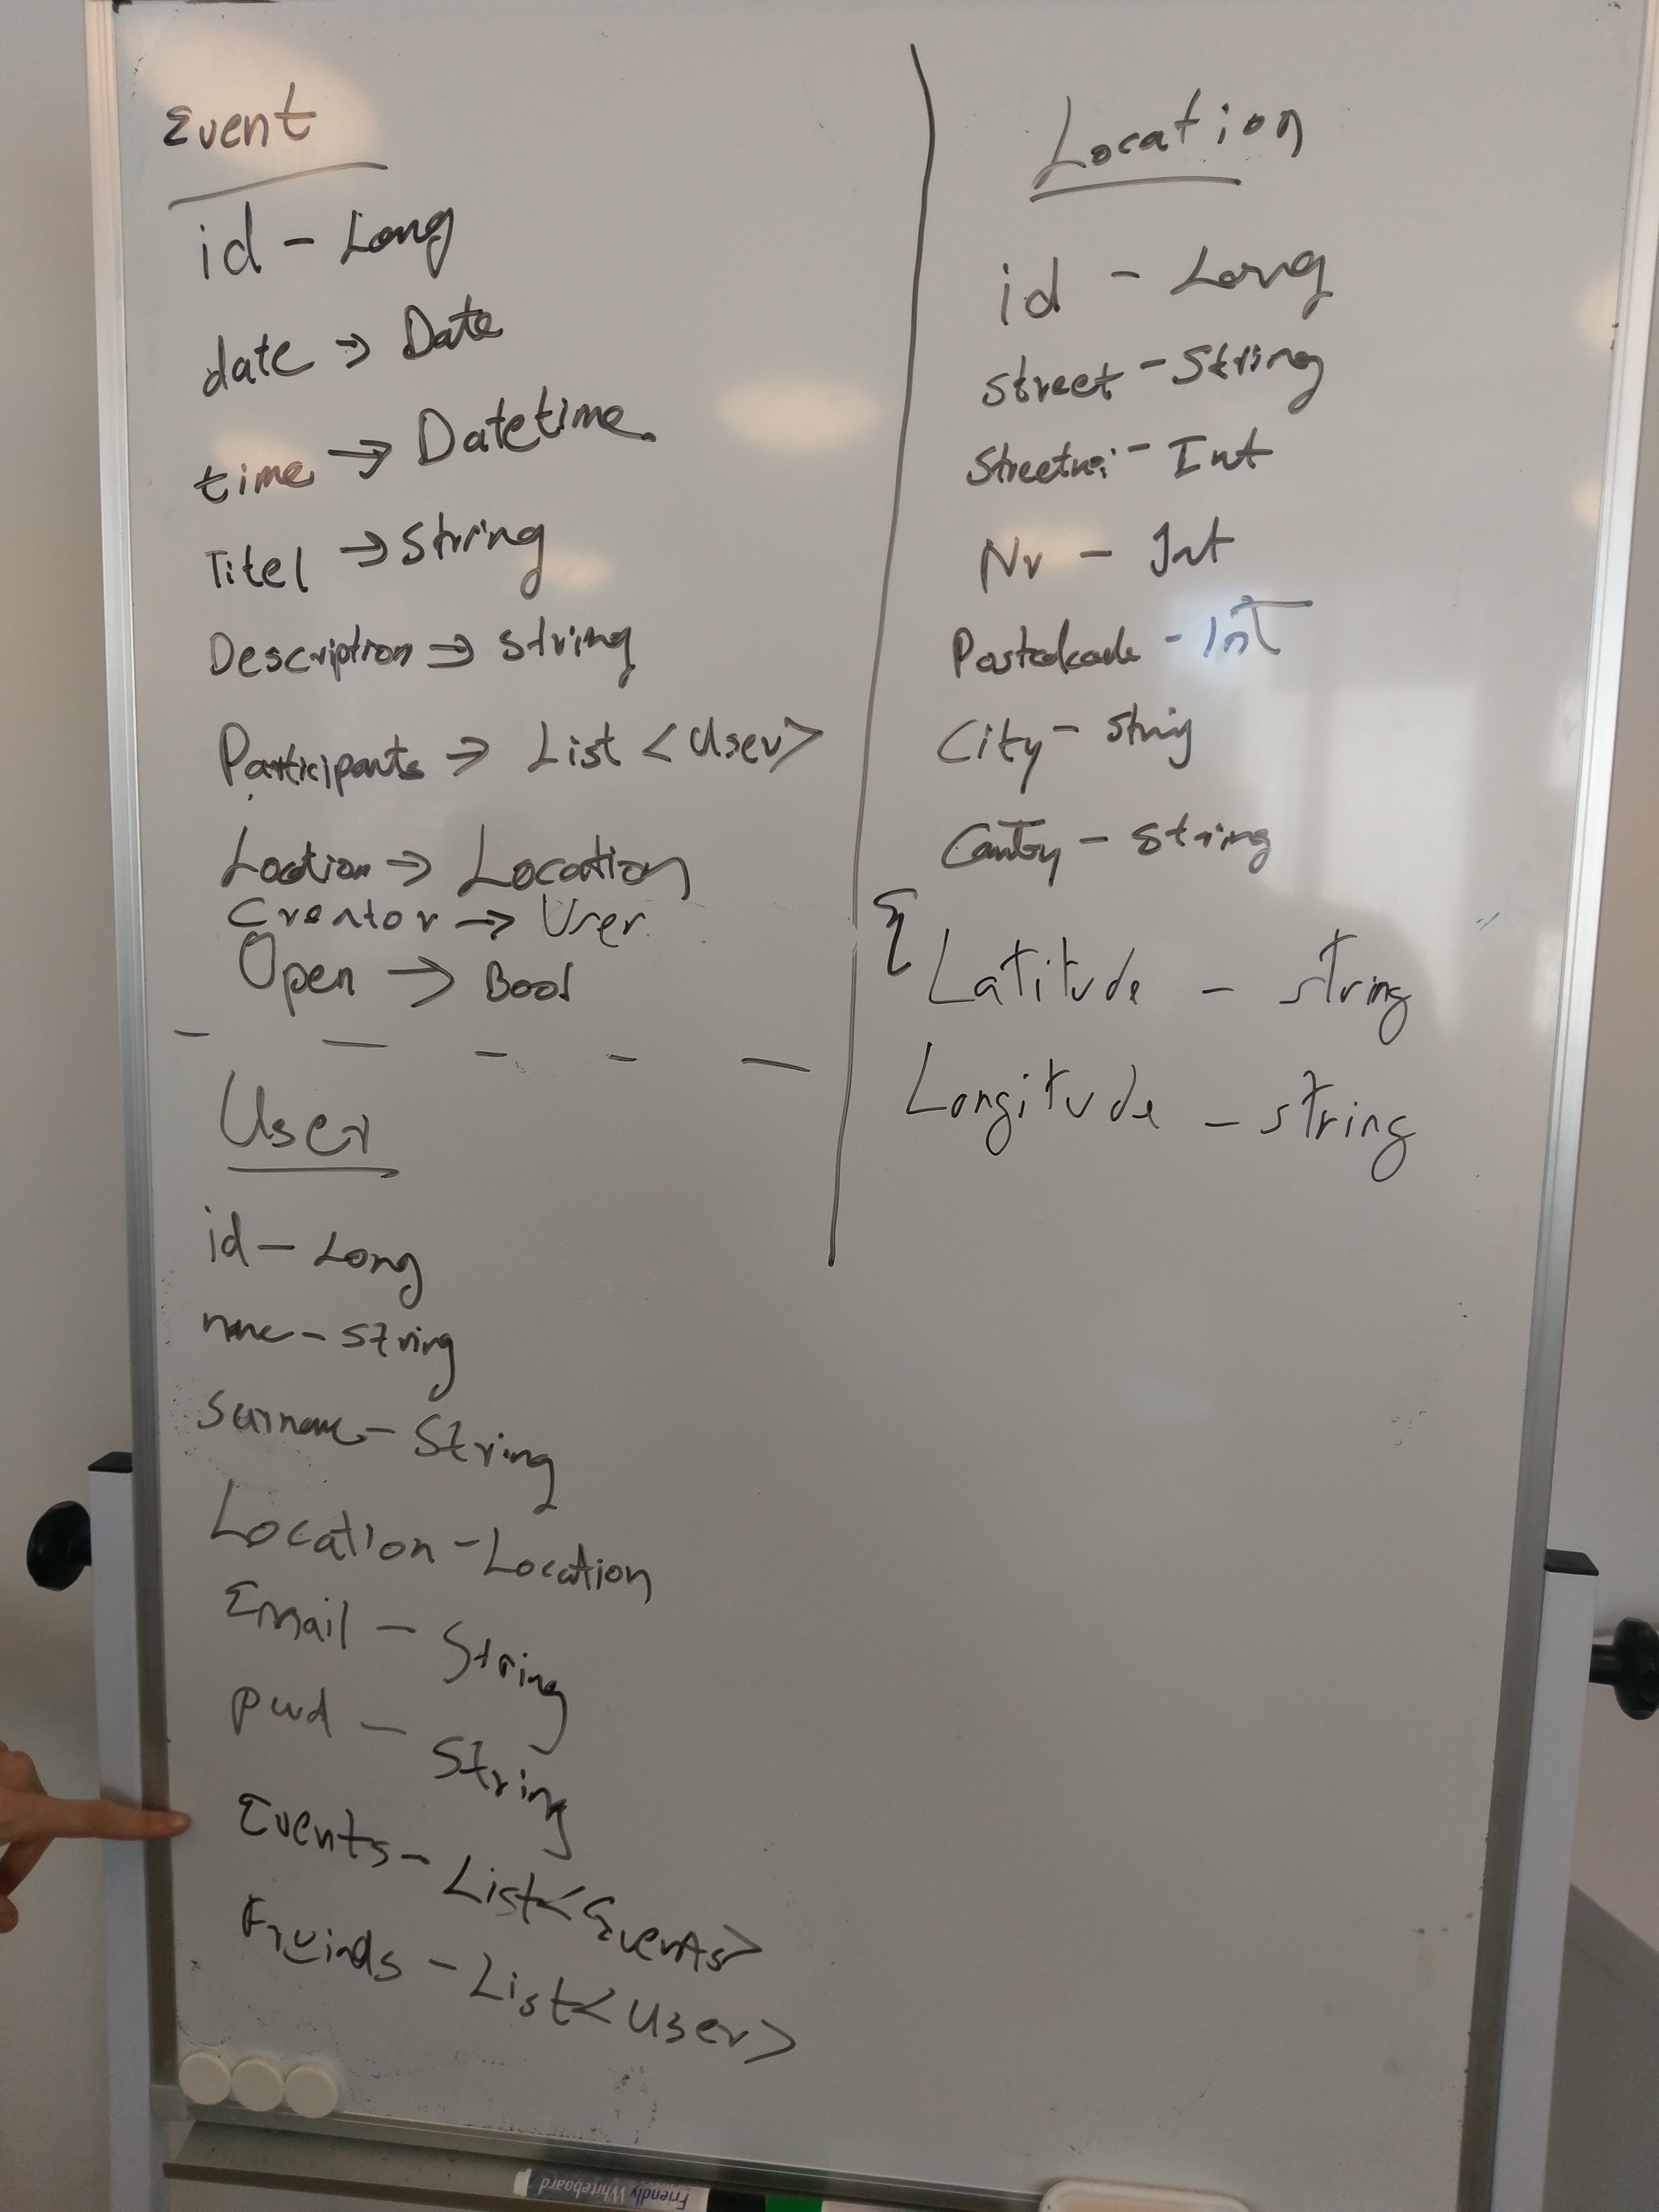 Event
id - Long
date → Date
time → Datetime
Titel → String
Description → string
Participants → List <User>
Location → Location
Creator → User
Open → Bool
User
id - Long
name - String
Surname - String
Location - Location
Email - String
pwd - String
Events - List<Events>
Freinds - List<User>
Location
id - Long
street - String
Streetnr: - Int
Nr - Int
Postalcode - Int
City - String
Contry - String
{ Latitude - string
Longitude - string
Friendly Whiteboard